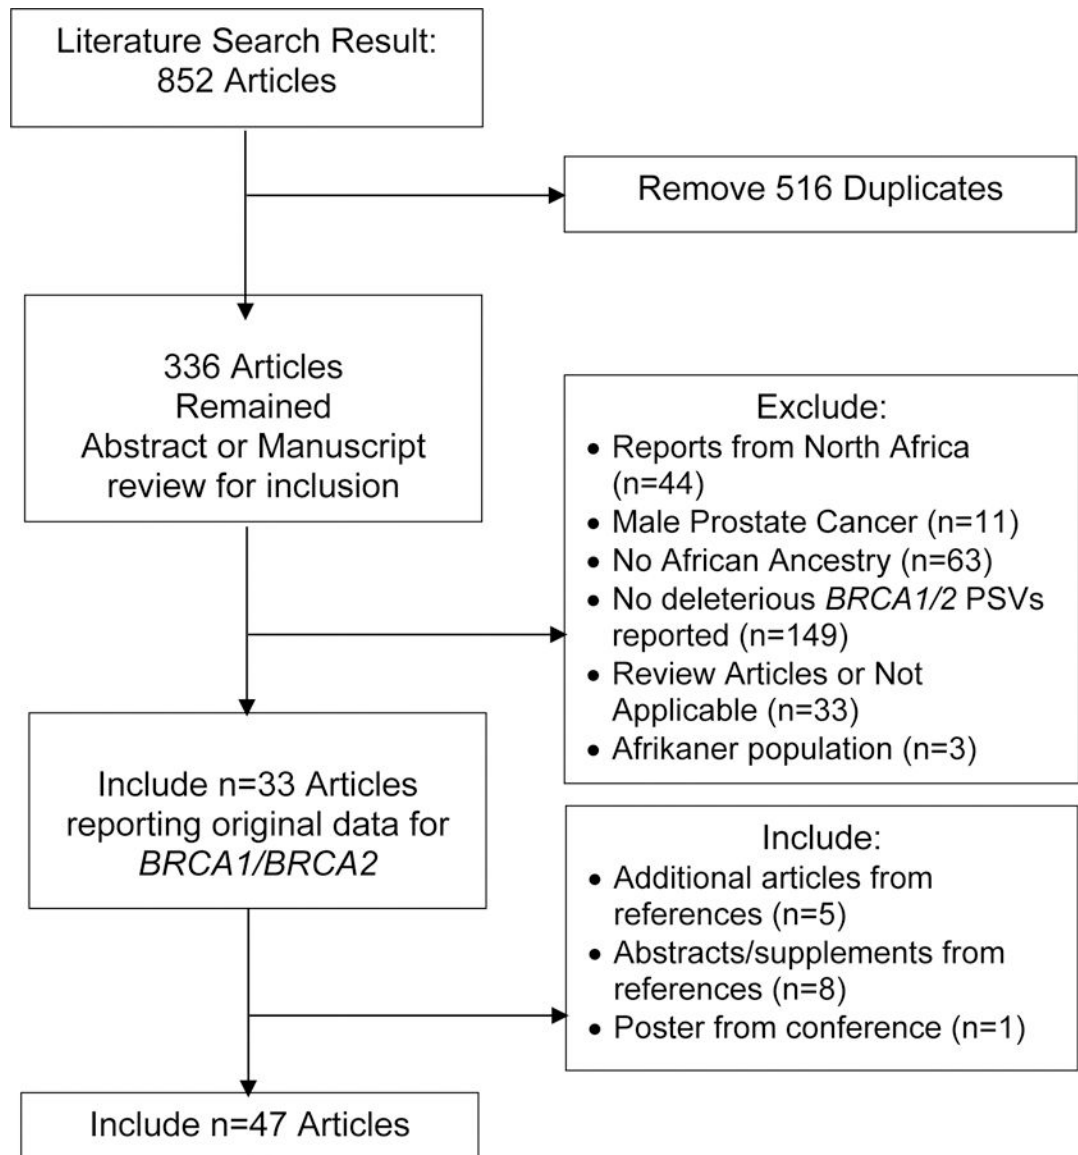 Literature Search Result:
852 Articles
Remove 516 Duplicates
336 Articles
Remained
Abstract or Manuscript
review for inclusion
Exclude:
• Reports from North Africa
(n=44)
• Male Prostate Cancer (n=11)
• No African Ancestry (n=63)
• No deleterious BRCA1/2 PSVs
reported (n=149)
• Review Articles or Not
Applicable (n=33)
• Afrikaner population (n=3)
Include n=33 Articles
reporting original data for
BRCA1/BRCA2
Include:
• Additional articles from
references (n=5)
• Abstracts/supplements from
references (n=8)
• Poster from conference (n=1)
Include n=47 Articles